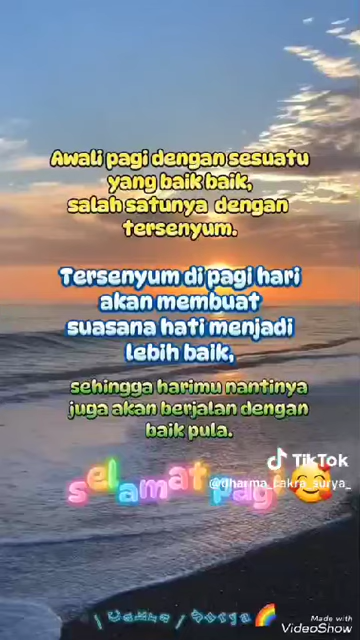 Awali pagi dengan sesuatu
yang baik baik,
salah satunya dengan
tersenyum.
Tersenyum di pagi hari
akan membuat
suasana hati menjadi
lebih baik,
sehingga harimu nantinya
juga akan berjalan dengan
baik pula.
TikTok
selamat pagi 🥰
@dharma_cakra_surya_
Made with
VideoShow